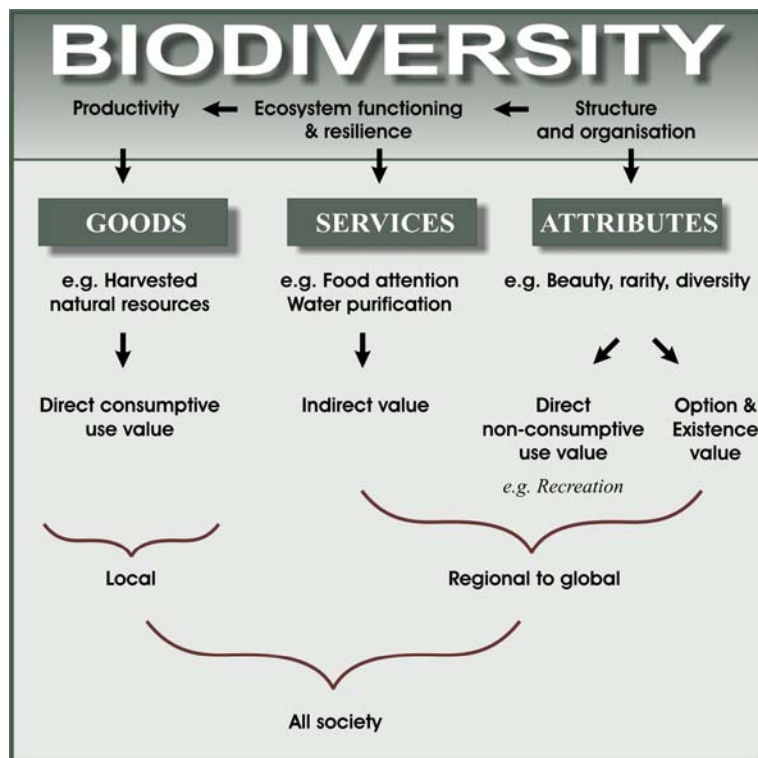 BIODIVERSITY
Productivity
Ecosystem functioning
& resilience
Structure
and organisation
GOODS
SERVICES
ATTRIBUTES
e.g. Harvested
natural resources
e.g. Food attention
Water purification
e.g. Beauty, rarity, diversity
Direct consumptive
use value
Indirect value
Direct
non-consumptive
use value
e.g. Recreation
Option &
Existence
value
Local
Regional to global
All society